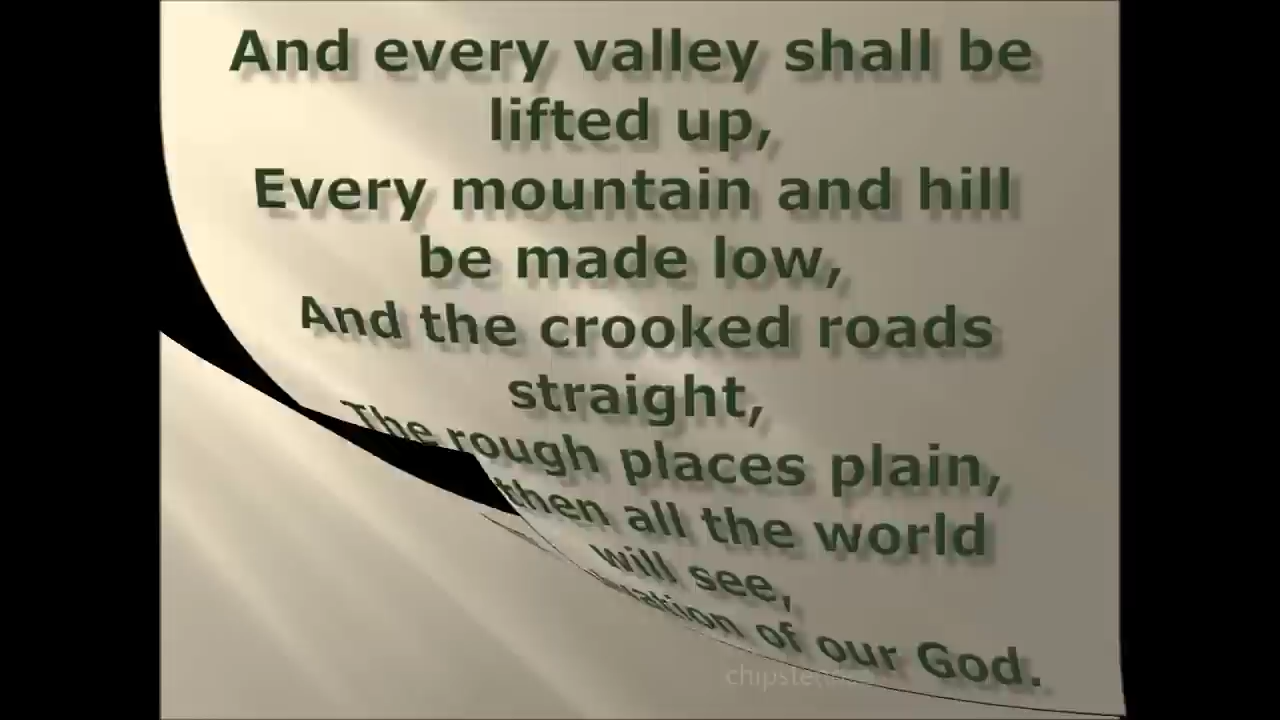 And every valley shall be
lifted up,
Every mountain and hill
be made low,
And the crooked roads
straight,
The rough places plain,
then all the world
will see,
of our God.